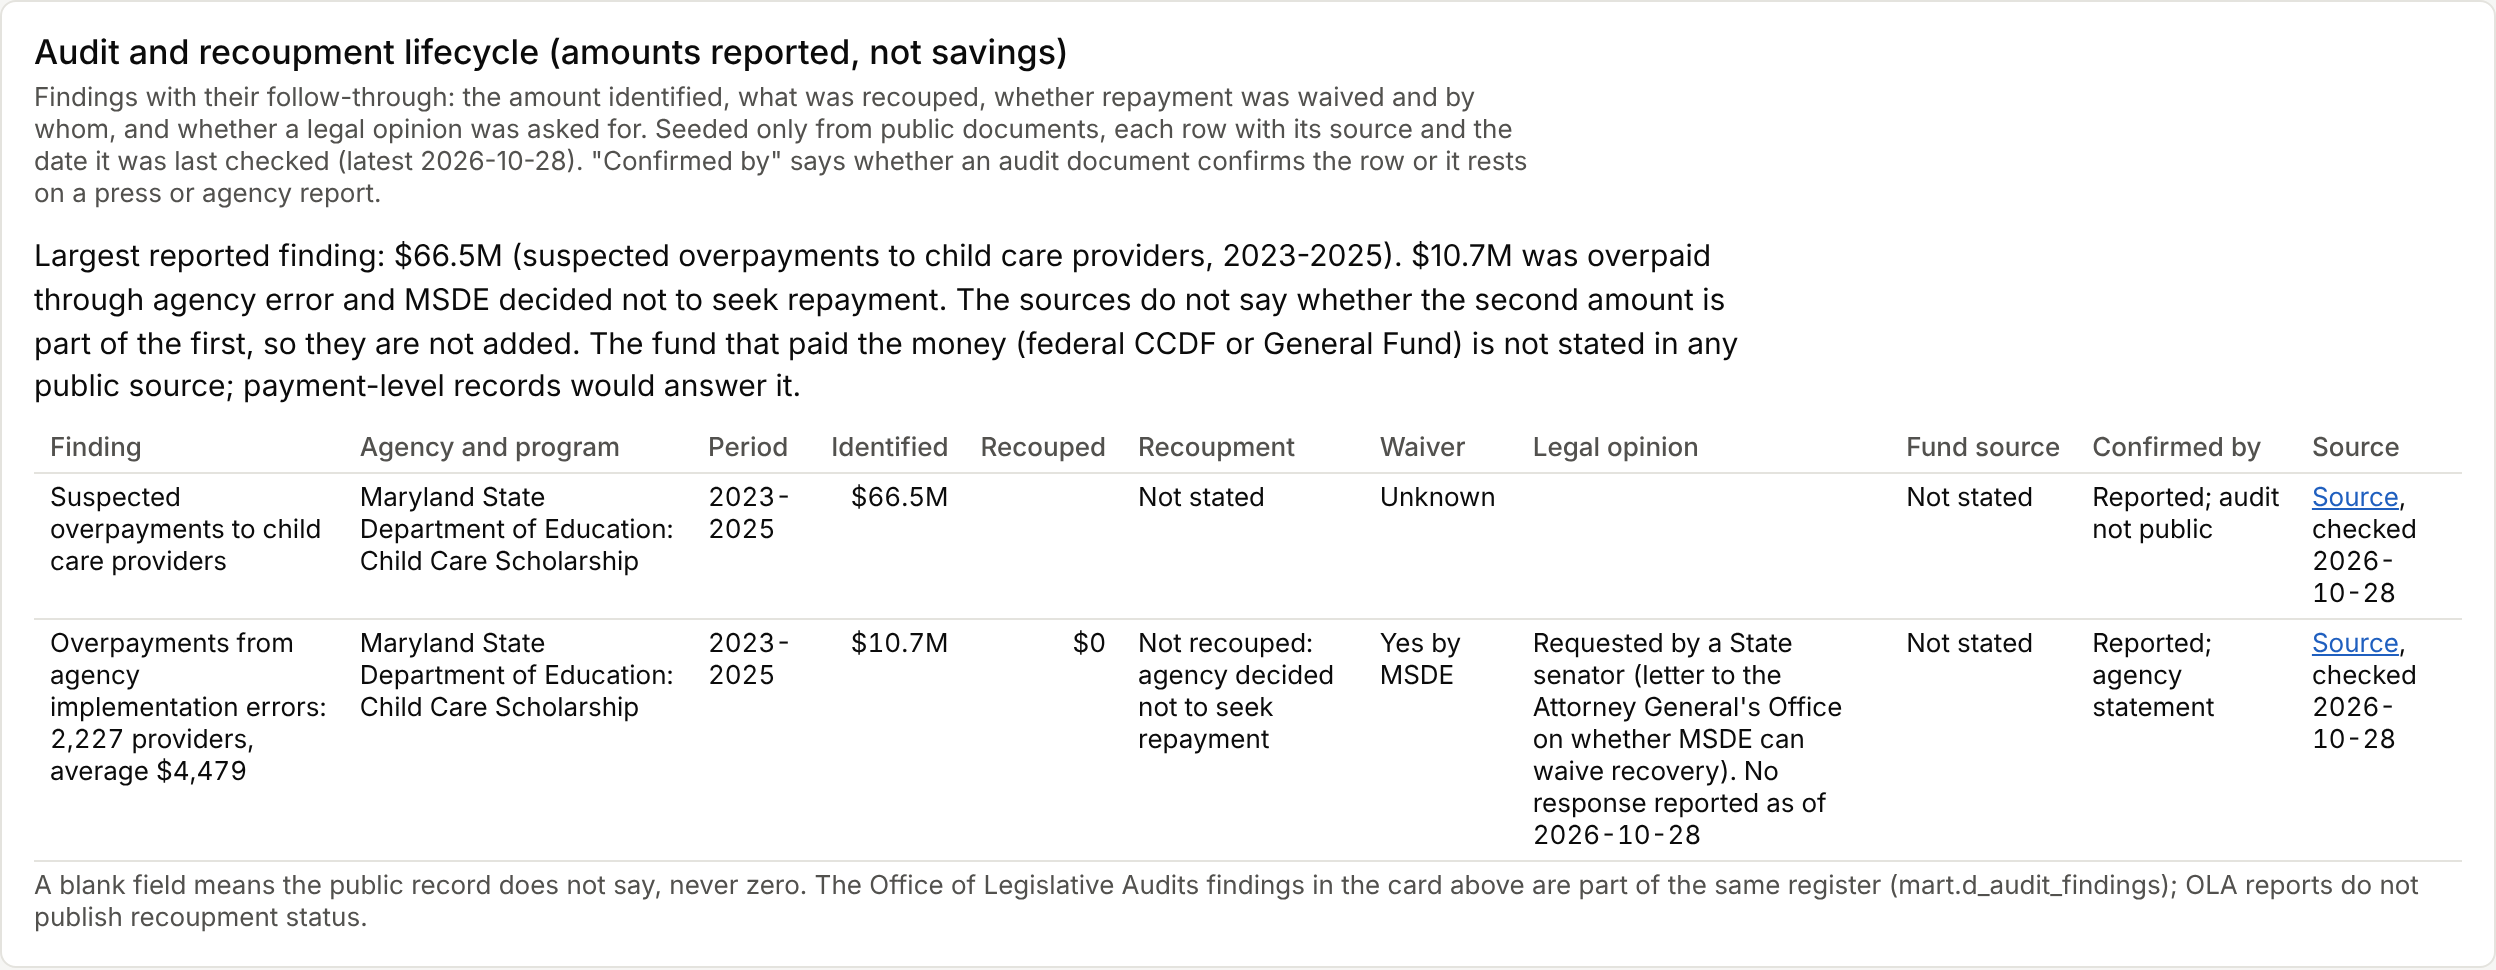 Audit and recoupment lifecycle (amounts reported, not savings)
Findings with their follow-through: the amount identified, what was recouped, whether repayment was waived and by
whom, and whether a legal opinion was asked for. Seeded only from public documents, each row with its source and the
date it was last checked (latest 2026-10-28). "Confirmed by" says whether an audit document confirms the row or it rests
on a press or agency report.
Largest reported finding: $66.5M (suspected overpayments to child care providers, 2023-2025). $10.7M was overpaid
through agency error and MSDE decided not to seek repayment. The sources do not say whether the second amount is
part of the first, so they are not added. The fund that paid the money (federal CCDF or General Fund) is not stated in any
public source; payment-level records would answer it.
Finding Agency and program Period Identified Recouped Recoupment Waiver Legal opinion Fund source Confirmed by Source
Suspected Maryland State 2023- $66.5M Not stated Unknown Not stated Reported; audit Source,
overpayments to child Department of Education: 2025 not public checked
care providers Child Care Scholarship 2026-
10-28
Overpayments from Maryland State 2023- $10.7M $0 Not recouped: Yes by Requested by a State Not stated Reported; Source,
agency Department of Education: 2025 agency decided MSDE senator (letter to the agency checked
implementation errors: Child Care Scholarship not to seek Attorney General's Office statement 2026-
2,227 providers, repayment on whether MSDE can 10-28
average $4,479 waive recovery). No
response reported as of
2026-10-28
A blank field means the public record does not say, never zero. The Office of Legislative Audits findings in the card above are part of the same register (mart.d_audit_findings); OLA reports do not
publish recoupment status.